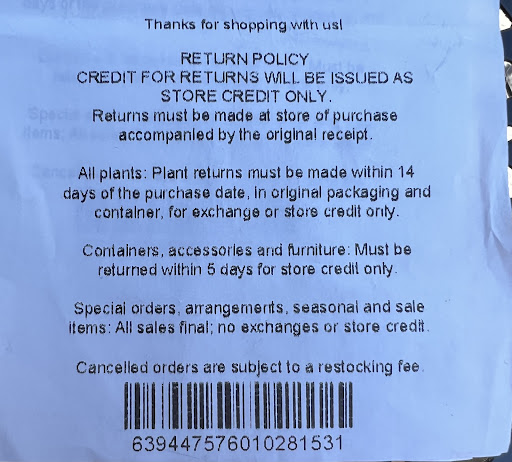 Thanks for shopping with us!
RETURN POLICY
CREDIT FOR RETURNS WILL BE ISSUED AS
STORE CREDIT ONLY.
Returns must be made at store of purchase
accompanied by the original receipt.
All plants: Plant returns must be made within 14
days of the purchase date, in original packaging and
container, for exchange or store credit only.
Containers, accessories and furniture: Must be
returned within 5 days for store credit only.
Special orders, arrangements, seasonal and sale
items: All sales final; no exchanges or store credit.
Cancelled orders are subject to a restocking fee.
639447576010281531